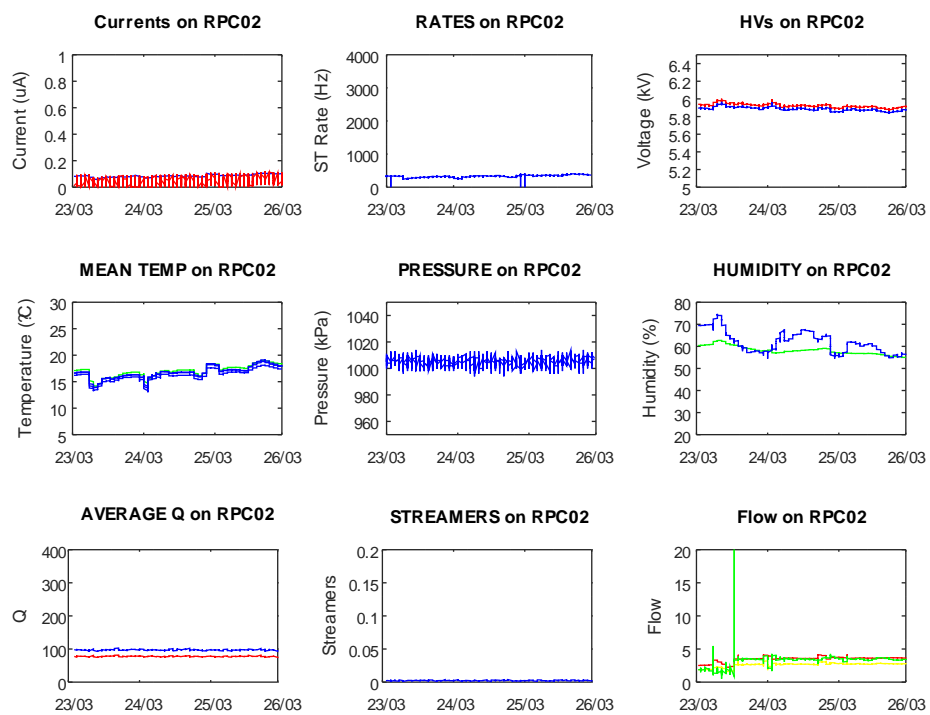 Currents on RPC02
RATES on RPC02
HVs on RPC02
Current (uA)
1
0.8
0.6
0.4
0.2
0
23/03 24/03 25/03 26/03
ST Rate (Hz)
4000
3000
2000
1000
0
23/03 24/03 25/03 26/03
Voltage (kV)
6.4
6.2
6
5.8
5.6
5.4
5.2
5
23/03 24/03 25/03 26/03
MEAN TEMP on RPC02
PRESSURE on RPC02
HUMIDITY on RPC02
Temperature (?C)
30
25
20
15
10
5
23/03 24/03 25/03 26/03
Pressure (kPa)
1040
1020
1000
980
960
23/03 24/03 25/03 26/03
Humidity (%)
80
70
60
50
40
30
20
23/03 24/03 25/03 26/03
AVERAGE Q on RPC02
STREAMERS on RPC02
Flow on RPC02
Q
400
300
200
100
0
23/03 24/03 25/03 26/03
Streamers
0.2
0.15
0.1
0.05
0
23/03 24/03 25/03 26/03
Flow
20
15
10
5
0
23/03 24/03 25/03 26/03